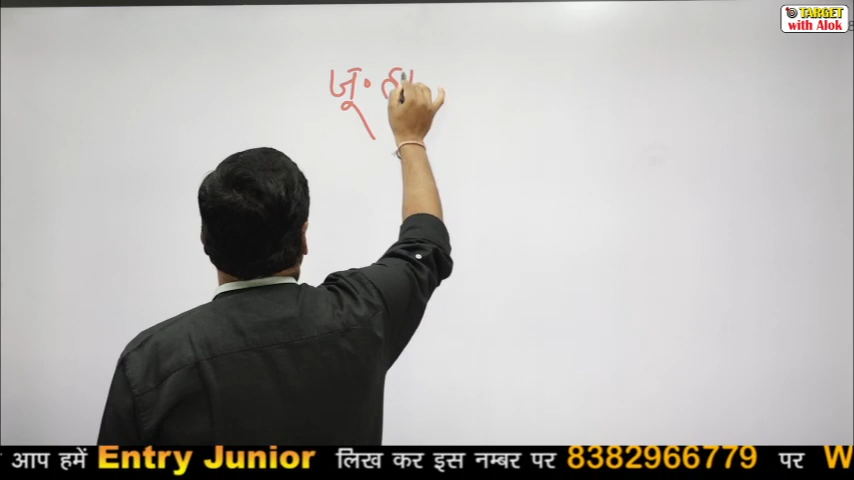 TARGET
with Alok
जू॰
आप हमें Entry Junior लिख कर इस नम्बर पर 8382966779 पर W